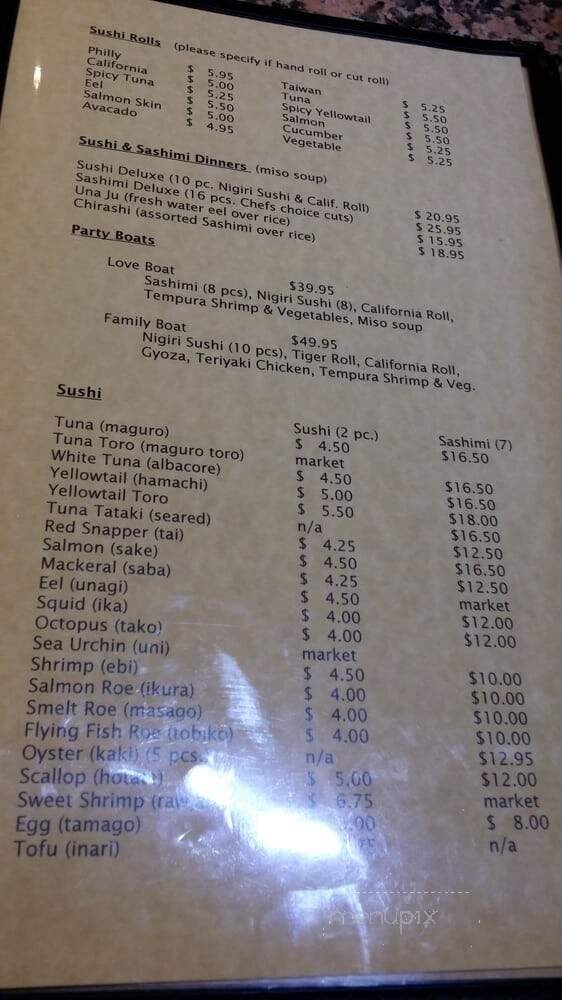 Sushi Rolls (please specify if hand roll or cut roll)
Philly $ 5.95 Taiwan $ 5.25
California $ 5.00 Tuna $ 5.50
Spicy Tuna $ 5.25 Spicy Yellowtail $ 5.50
Eel $ 5.50 Salmon
Salmon Skin $ 5.00 Cucumber $ 5.25
Avacado $ 4.95 Vegetable $ 5.25
Sushi & Sashimi Dinners (miso soup)
Sushi Deluxe (10 pc. Nigiri Sushi & Calif. Roll) $ 20.95
Sashimi Deluxe (16 pcs. Chefs choice cuts) $ 25.95
Una Ju (fresh water eel over rice) $ 15.95
Chirashi (assorted Sashimi over rice) $ 18.95
Party Boats
Love Boat $39.95
Sashimi (8 pcs), Nigiri Sushi (8), California Roll,
Tempura Shrimp & Vegetables, Miso soup
Family Boat $49.95
Nigiri Sushi (10 pcs), Tiger Roll, California Roll,
Gyoza, Teriyaki Chicken, Tempura Shrimp & Veg.
Sushi
Sushi (2 pc.) Sashimi (7)
Tuna (maguro) $ 4.50 $16.50
Tuna Toro (maguro toro) market
White Tuna (albacore) $ 4.50 $16.50
Yellowtail (hamachi) $ 5.00 $16.50
Yellowtail Toro $ 5.50 $18.00
Tuna Tataki (seared) n/a $16.50
Red Snapper (tai) $ 4.25 $12.50
Salmon (sake) $ 4.50 $16.50
Mackeral (saba) $ 4.25 $12.50
Eel (unagi) $ 4.50 market
Squid (ika) $ 4.00 $12.00
Octopus (tako) $ 4.00 $12.00
Sea Urchin (uni) market
Shrimp (ebi) $ 4.50 $10.00
Salmon Roe (ikura) $ 4.00 $10.00
Smelt Roe (masago) $ 4.00 $10.00
Flying Fish Roe (tobiko) $ 4.00 $10.00
Oyster (kaki) (5 pcs. n/a $12.95
Scallop $ 5.00 $12.00
Sweet Shrimp (raw $ 6.75 market
Egg (tamago) $ 8.00
Tofu (inari) n/a
menupix